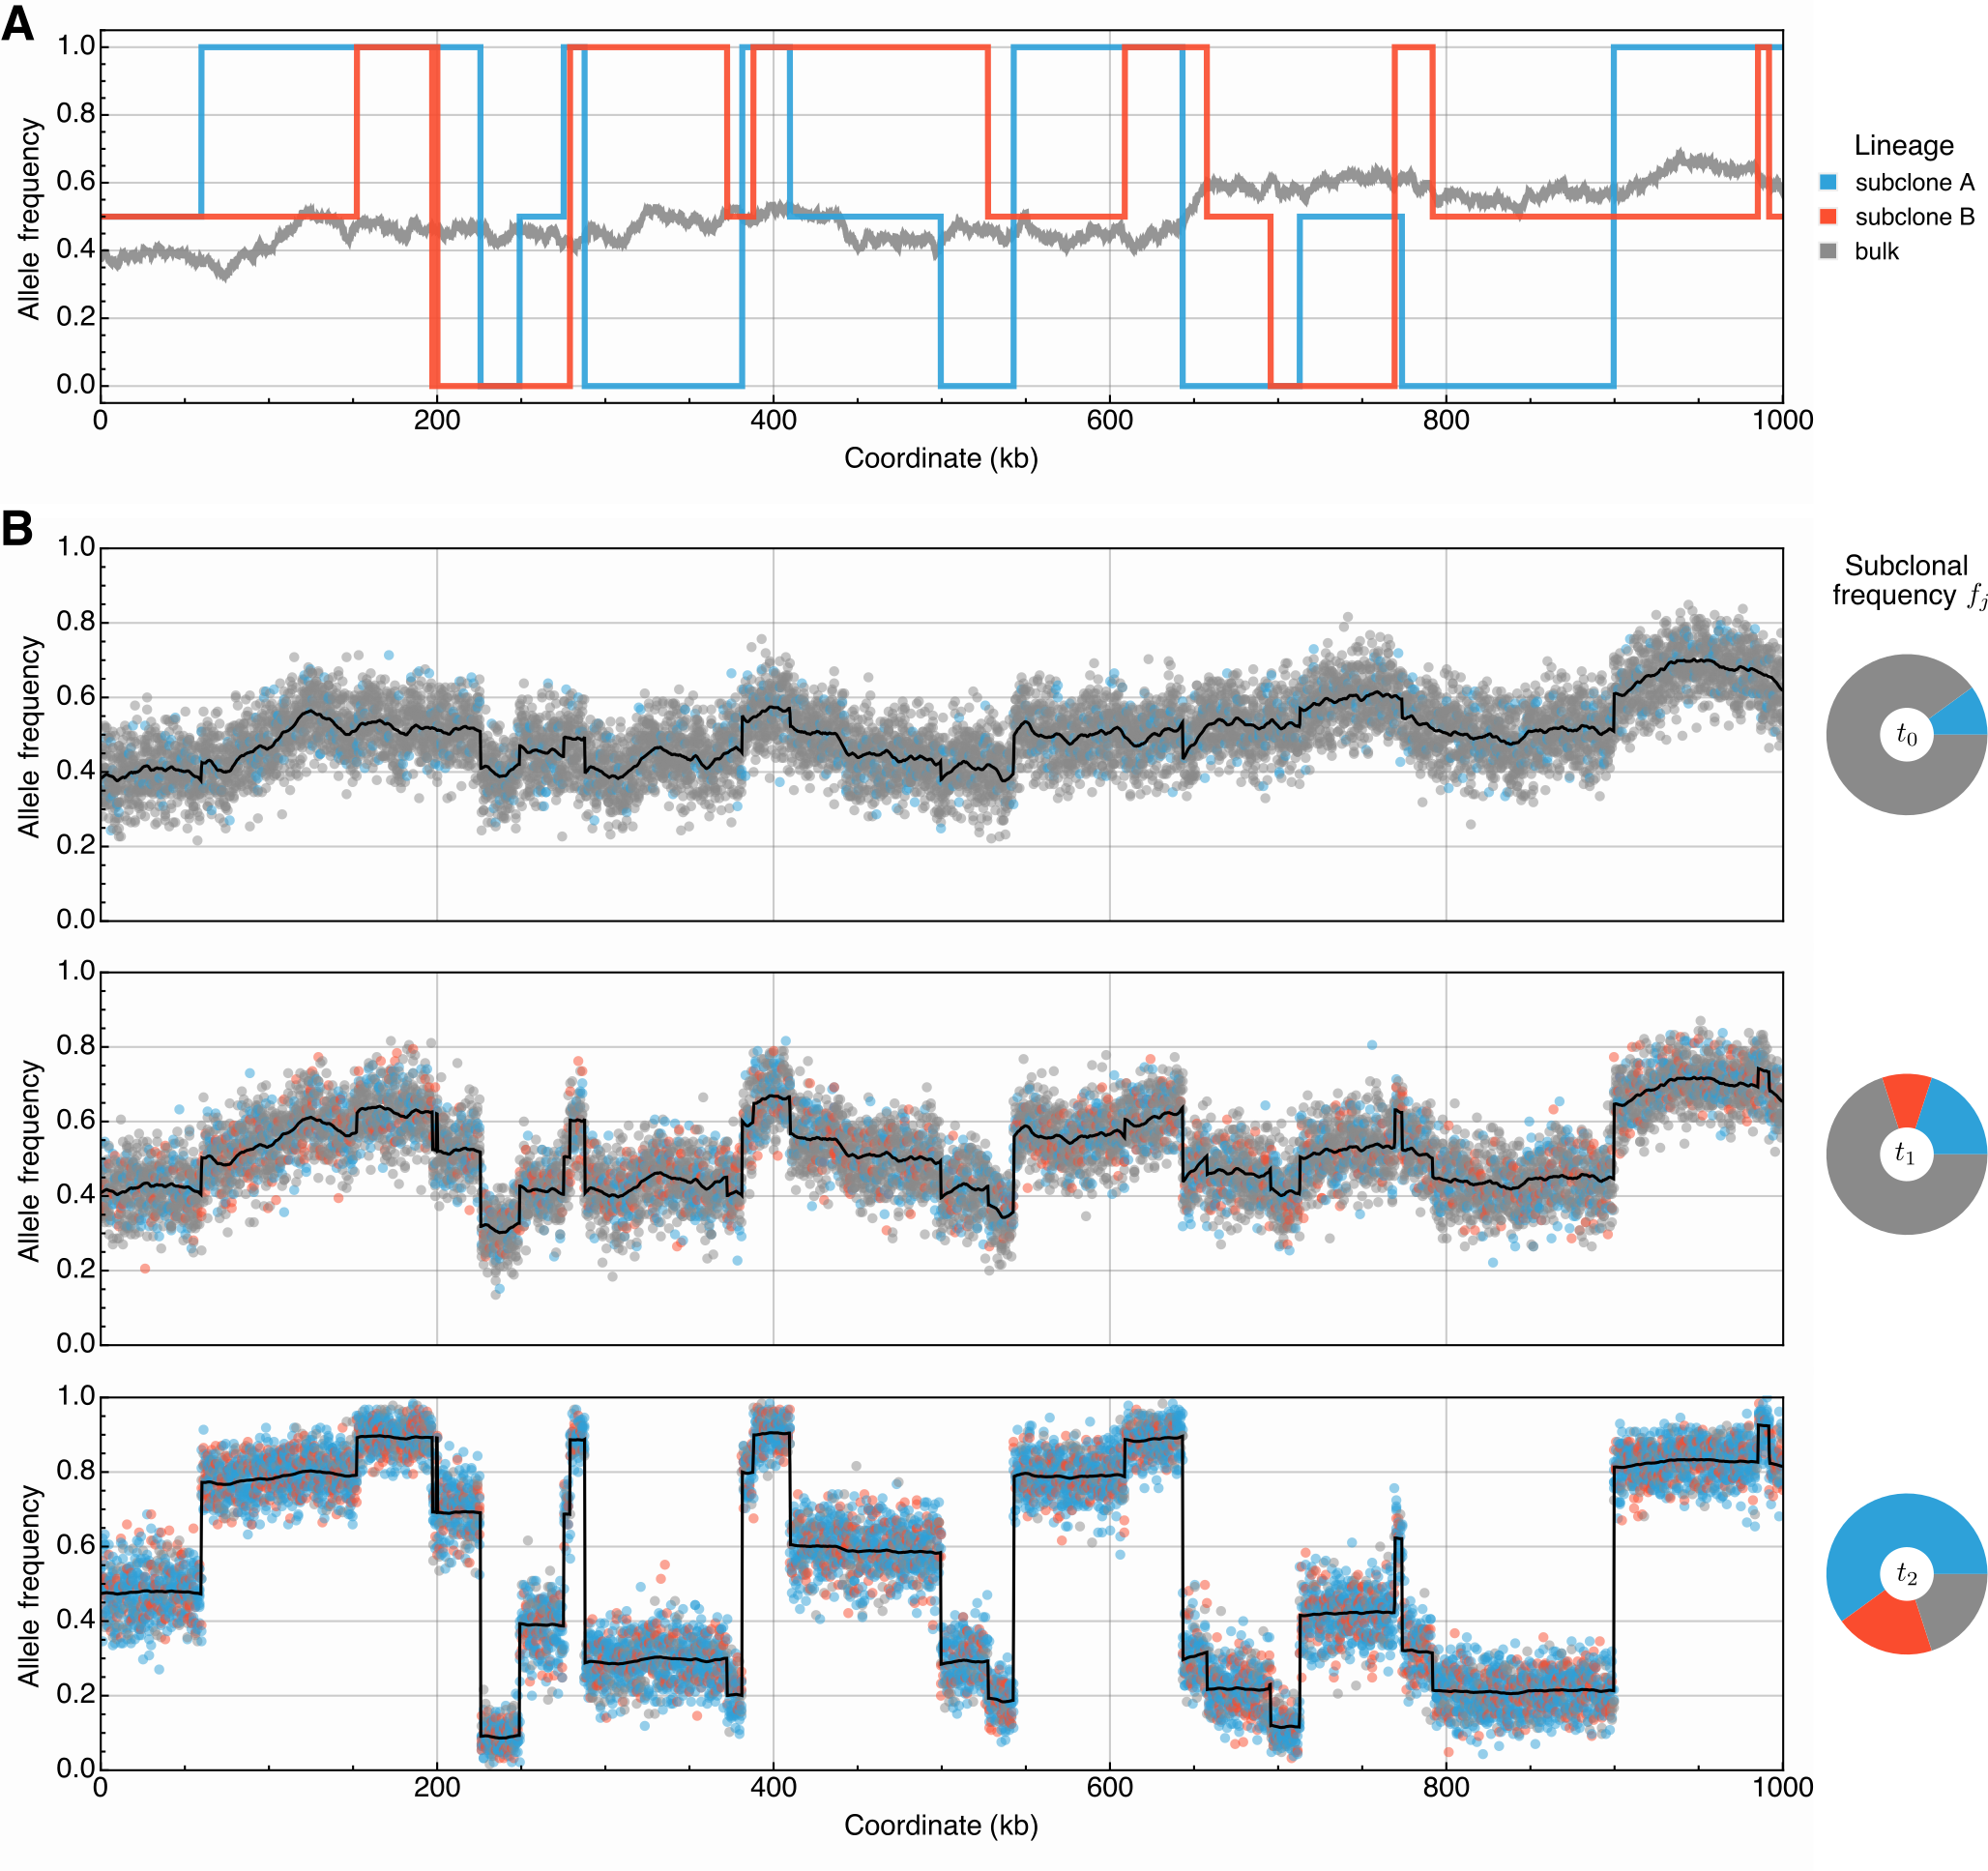 A
1.0
0.8
0.6
0.4
0.2
0.0
Allele frequency
0 200 400 600 800 1000
Coordinate (kb)
Lineage
subclone A
subclone B
bulk
B
1.0
0.8
0.6
0.4
0.2
0.0
Allele frequency
Subclonal
frequency fj
t0
1.0
0.8
0.6
0.4
0.2
0.0
Allele frequency
t1
1.0
0.8
0.6
0.4
0.2
0.0
Allele frequency
t2
0 200 400 600 800 1000
Coordinate (kb)